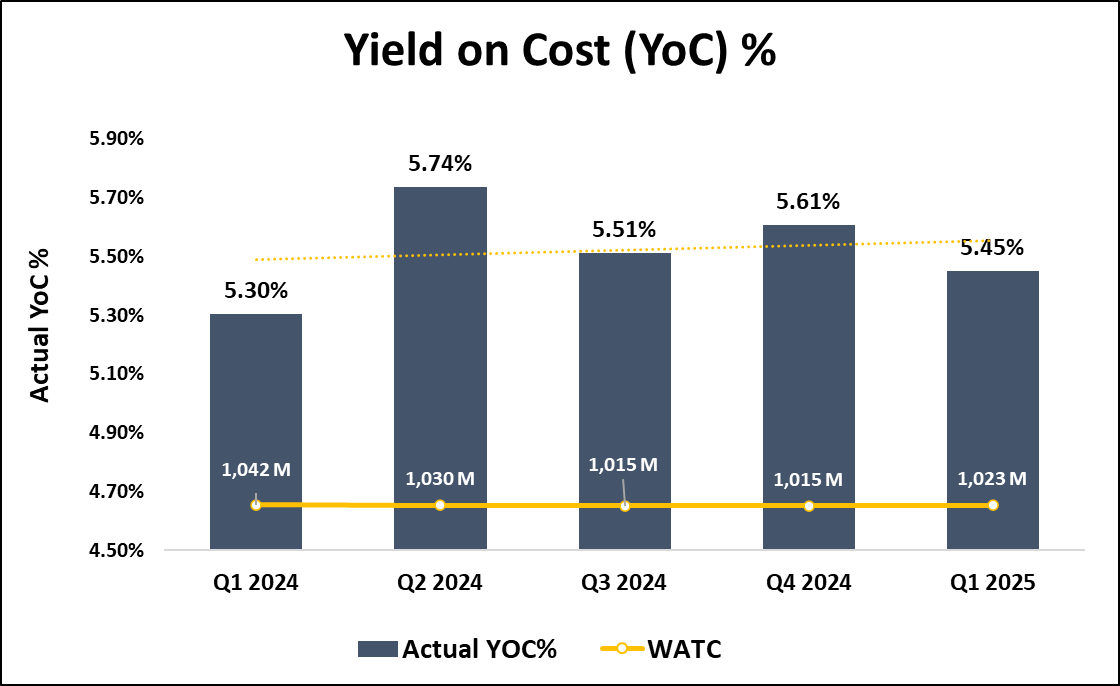 Yield on Cost (YoC) %
Actual YoC %
5.90%
5.70%
5.50%
5.30%
5.10%
4.90%
4.70%
4.50%
5.30%
5.74%
5.51%
5.61%
5.45%
1,042 M
1,030 M
1,015 M
1,015 M
1,023 M
Q1 2024
Q2 2024
Q3 2024
Q4 2024
Q1 2025
Actual YOC%
WATC